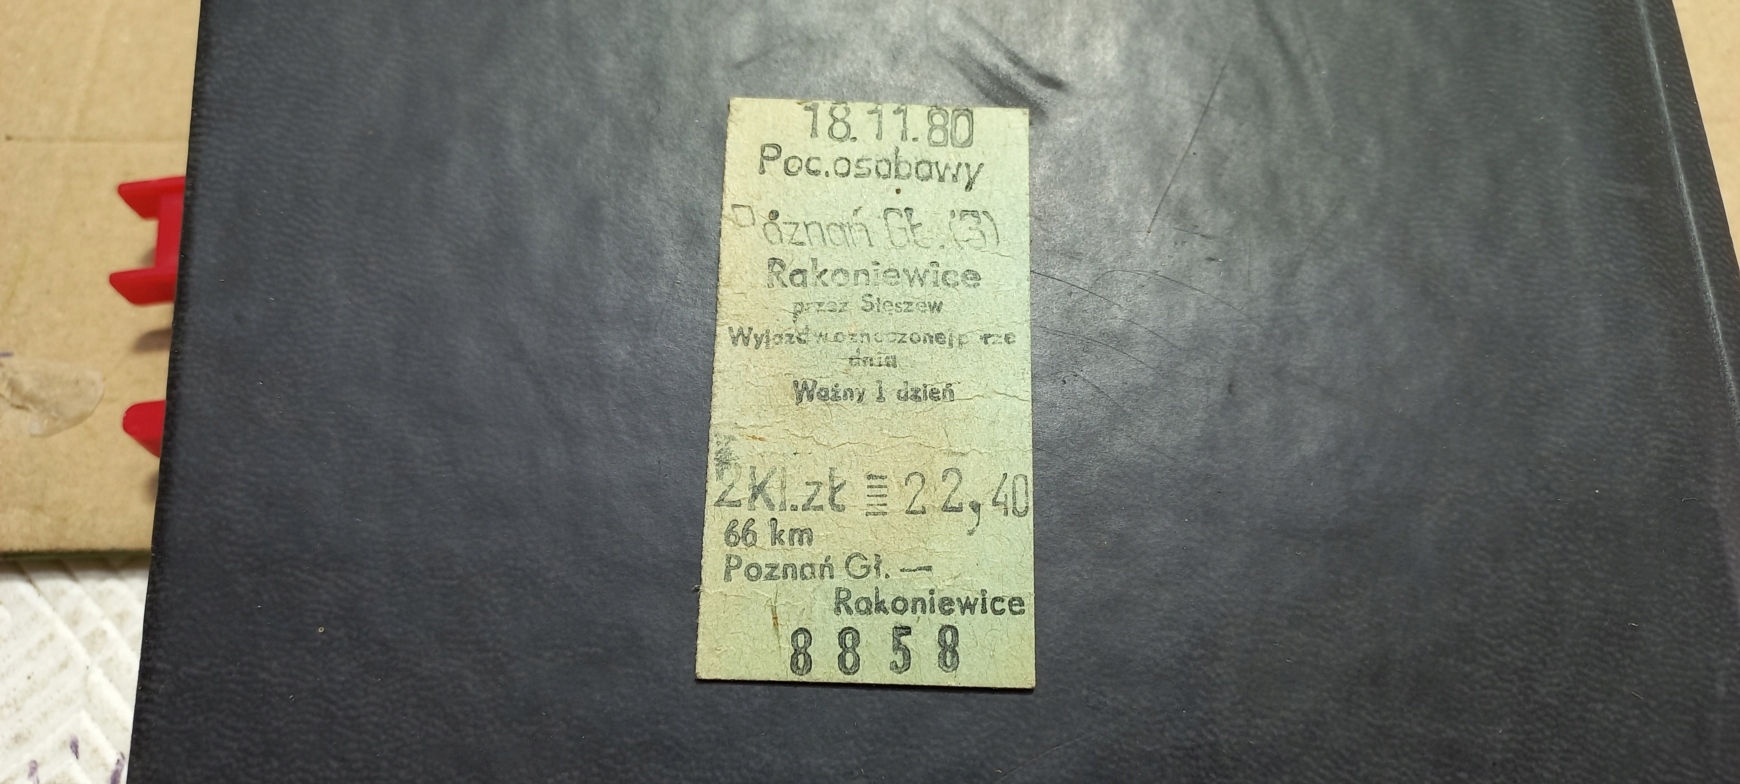 18.11.80
Poc.osobowy
Poznań Gł.(3)
Rakoniewice
przez Stęszew
Wyjazd w oznaczonej porze
dnia
Ważny 1 dzień
2Kl.zł ≡ 22,40
66 km
Poznań Gł. —
Rakoniewice
8858